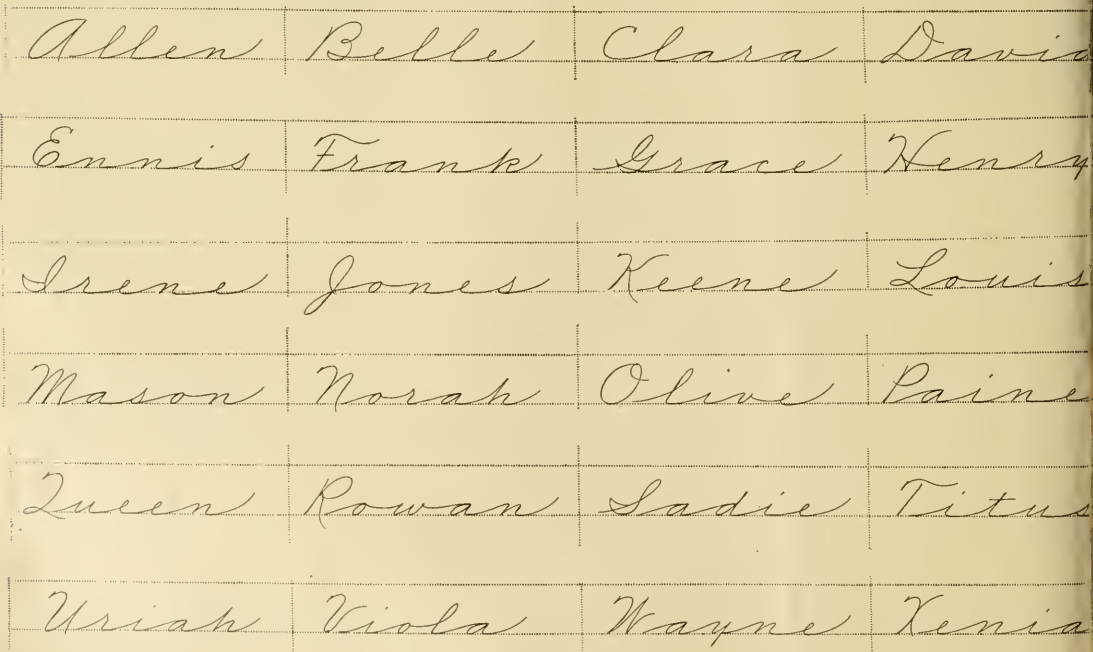 Allen Belle Clara David
Ennis Frank Grace Henry
Irene Jones Keene Louis
Mason Norah Olive Paine
Queen Rowan Sadie Titus
Uriah Viola Wayne Xenia